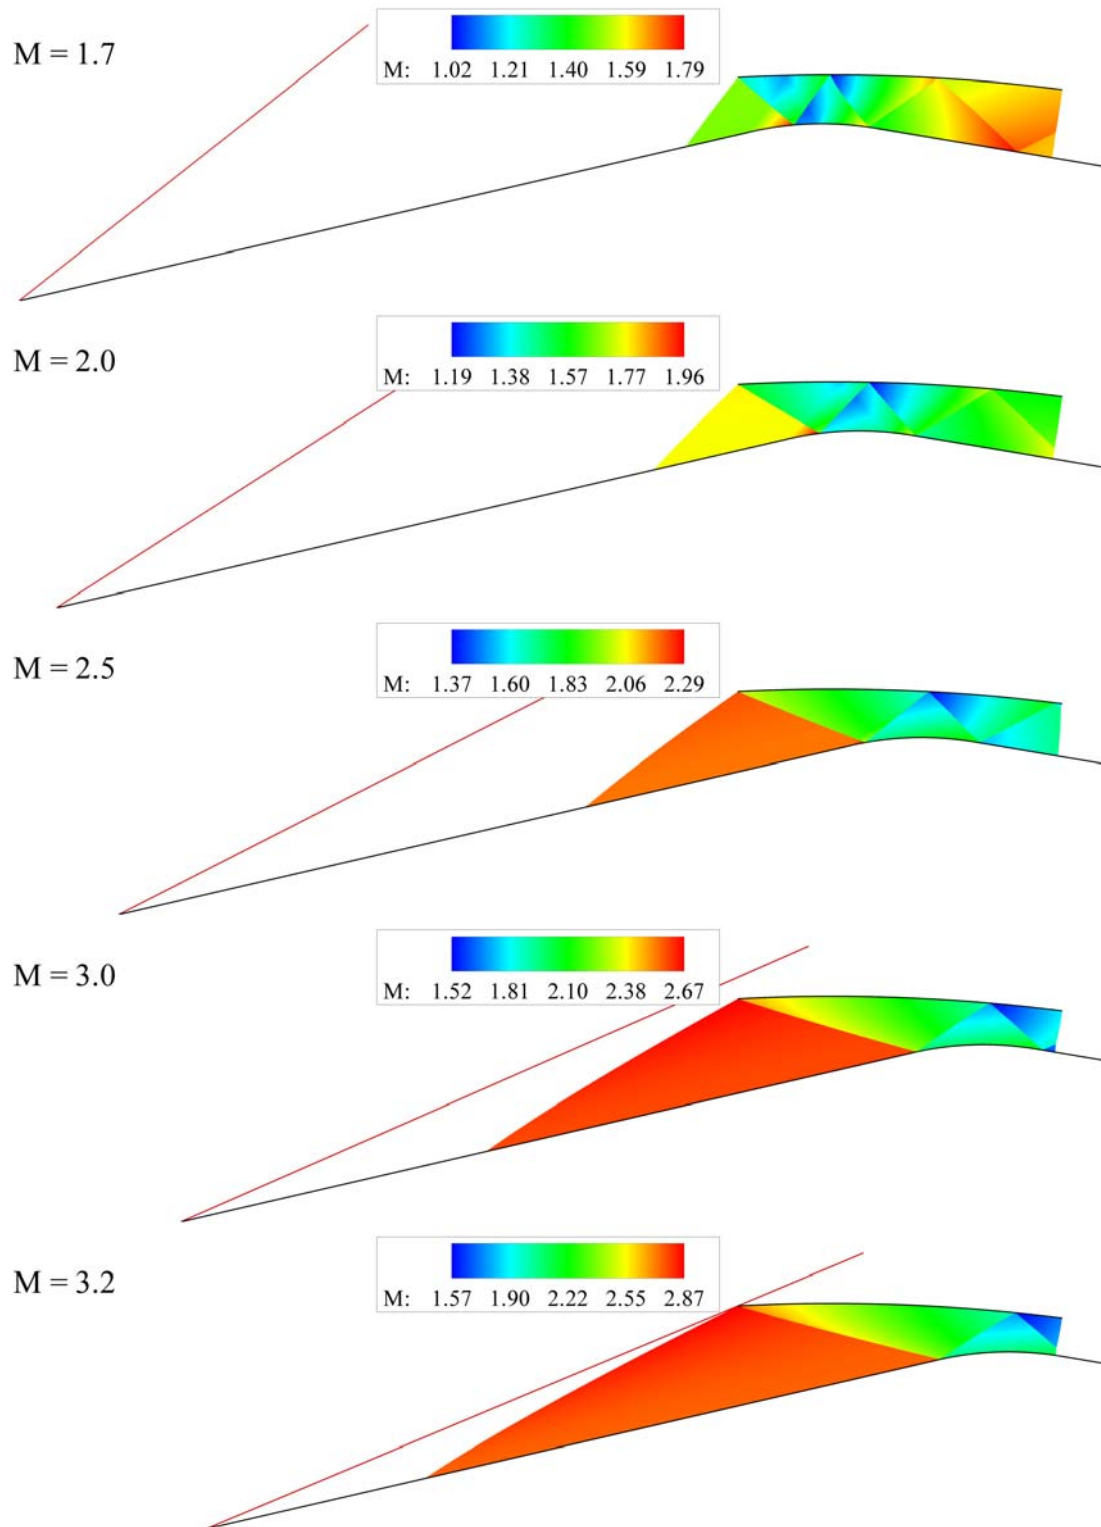 M = 1.7
M: 1.02 1.21 1.40 1.59 1.79
M = 2.0
M: 1.19 1.38 1.57 1.77 1.96
M = 2.5
M: 1.37 1.60 1.83 2.06 2.29
M = 3.0
M: 1.52 1.81 2.10 2.38 2.67
M = 3.2
M: 1.57 1.90 2.22 2.55 2.87